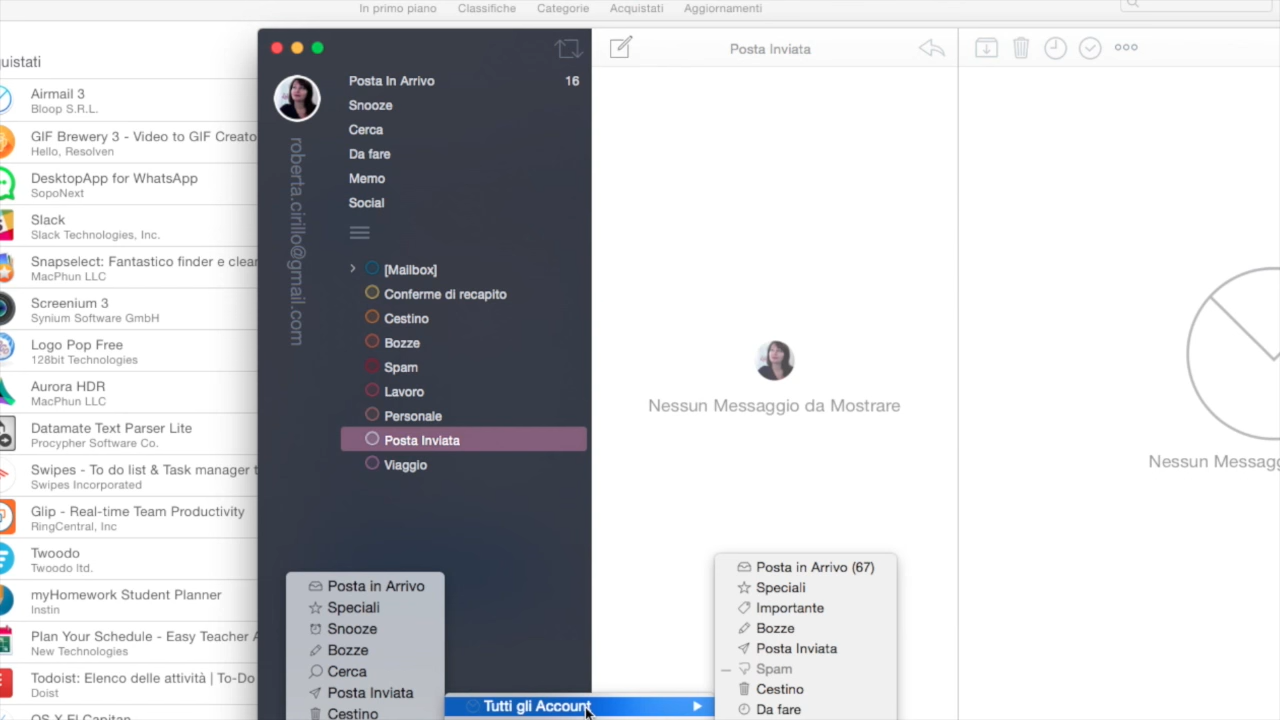 In primo piano
Classifiche
Categorie
Acquistati
Aggiornamenti
uistati
Airmail 3
Bloop S.R.L.
GIF Brewery 3 - Video to GIF Creato
Hello, Resolven
DesktopApp for WhatsApp
SopoNext
Slack
Slack Technologies, Inc.
Snapselect: Fantastico finder e clea
MacPhun LLC
Screenium 3
Synium Software GmbH
Logo Pop Free
128bit Technologies
Aurora HDR
MacPhun LLC
Datamate Text Parser Lite
Procypher Software Co.
Swipes - To do list & Task manager t
Swipes Incorporated
Glip - Real-time Team Productivity
RingCentral, Inc
Twoodo
Twoodo ltd.
myHomework Student Planner
Instin
Plan Your Schedule - Easy Teacher A
New Technologies
Todoist: Elenco delle attività | To-Do
Doist
OS X El Capitan
roberta.cirillo@gmail.com
Posta In Arrivo 16
Snooze
Cerca
Da fare
Memo
Social
[Mailbox]
Conferme di recapito
Cestino
Bozze
Spam
Lavoro
Personale
Posta Inviata
Viaggio
Posta in Arrivo
Speciali
Snooze
Bozze
Cerca
Posta Inviata
Cestino
Tutti gli Account
Posta Inviata
Nessun Messaggio da Mostrare
Posta in Arrivo (67)
Speciali
Importante
Bozze
Posta Inviata
Spam
Cestino
Da fare
Nessun Messagg